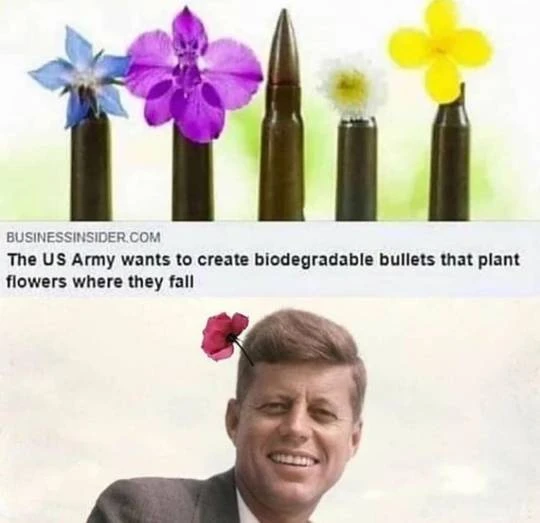 BUSINESSINSIDER.COM
The US Army wants to create biodegradable bullets that plant
flowers where they fall